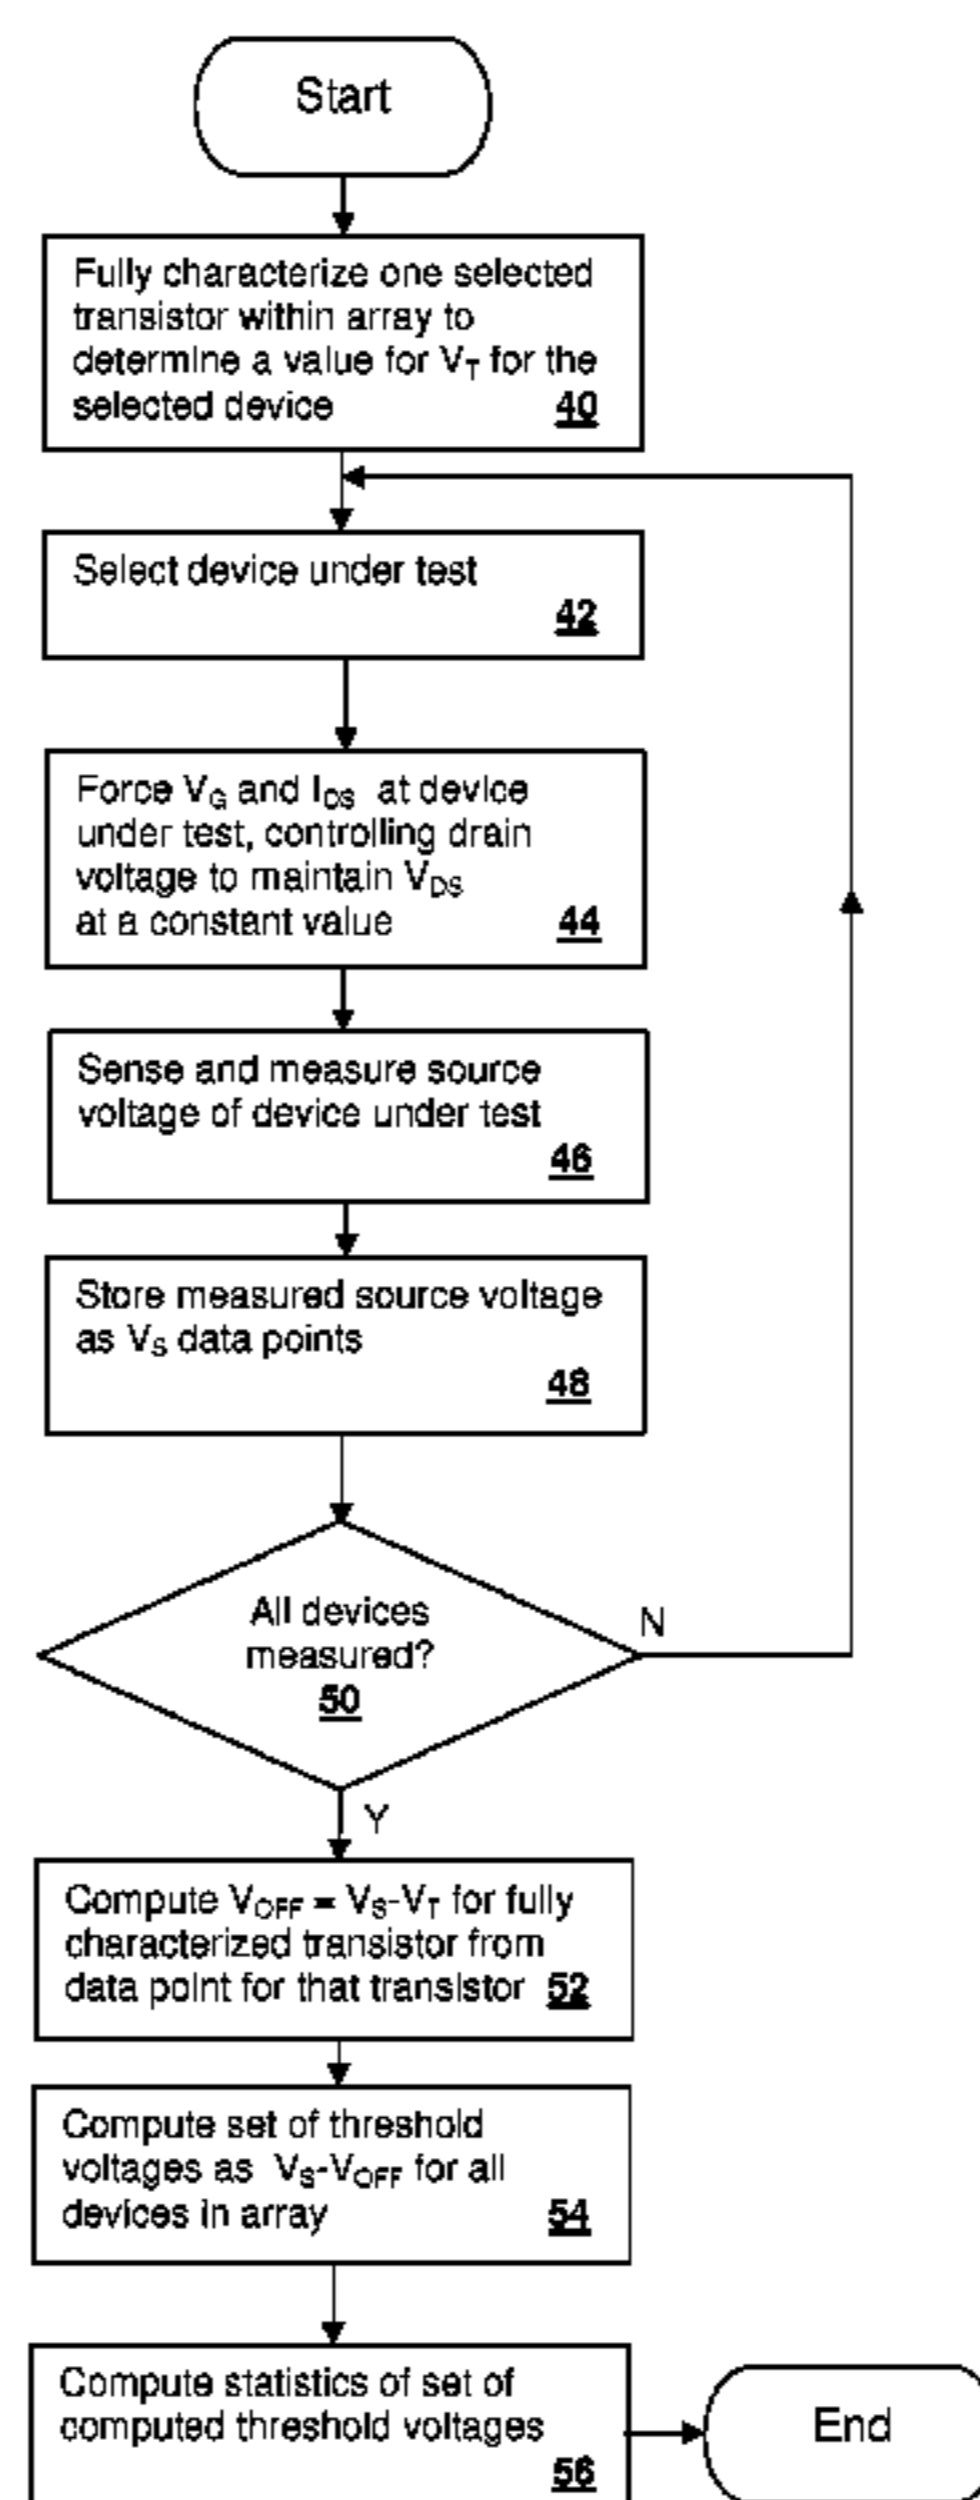 Start
Fully characterize one selected
transistor within array to
determine a value for VT for the
selected device 40
Select device under test
42
Force VG and IDS at device
under test, controlling drain
voltage to maintain VDS
at a constant value 44
Sense and measure source
voltage of device under test
46
Store measured source voltage
as VS data points
48
All devices
measured?
50
N
Y
Compute VOFF = VS-VT for fully
characterized transistor from
data point for that transistor 52
Compute set of threshold
voltages as VS-VOFF for all
devices in array 54
Compute statistics of set of
computed threshold voltages
56
End